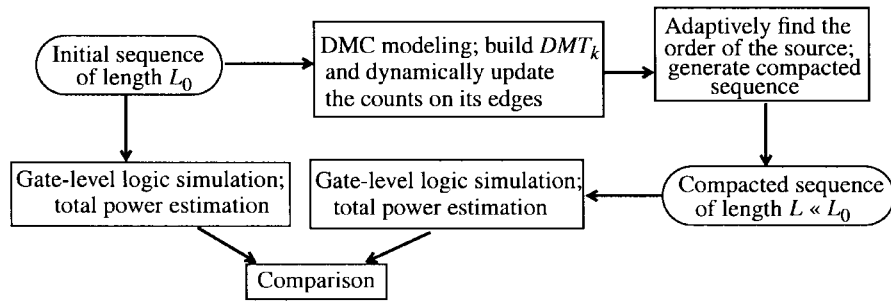 Initial sequence
of length L0
DMC modeling; build DMTk
and dynamically update
the counts on its edges
Adaptively find the
order of the source;
generate compacted
sequence
Gate-level logic simulation;
total power estimation
Gate-level logic simulation;
total power estimation
Compacted sequence
of length L « L0
Comparison